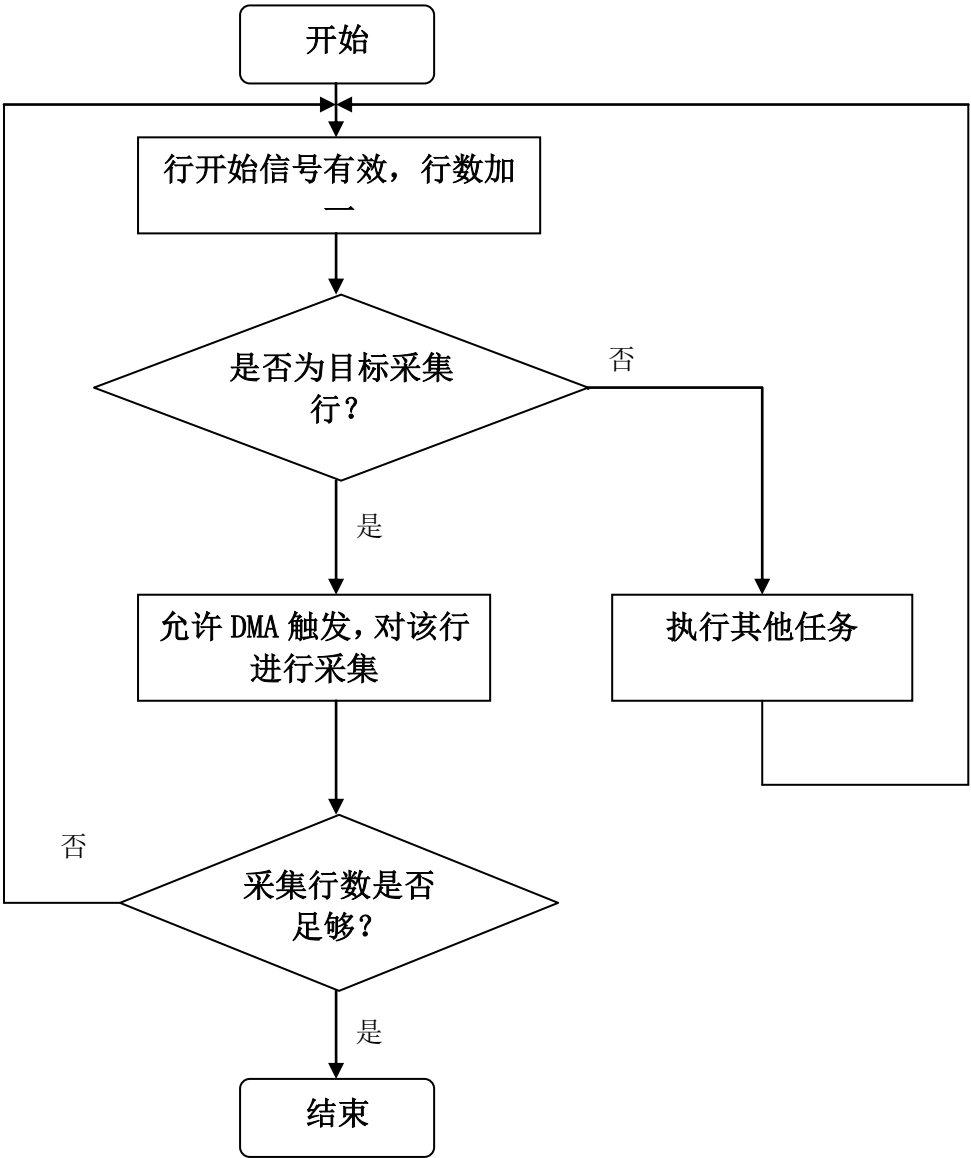 开始
行开始信号有效，行数加
一
是否为目标采集
行？
否
是
允许 DMA 触发，对该行
进行采集
执行其他任务
否
采集行数是否
足够？
是
结束